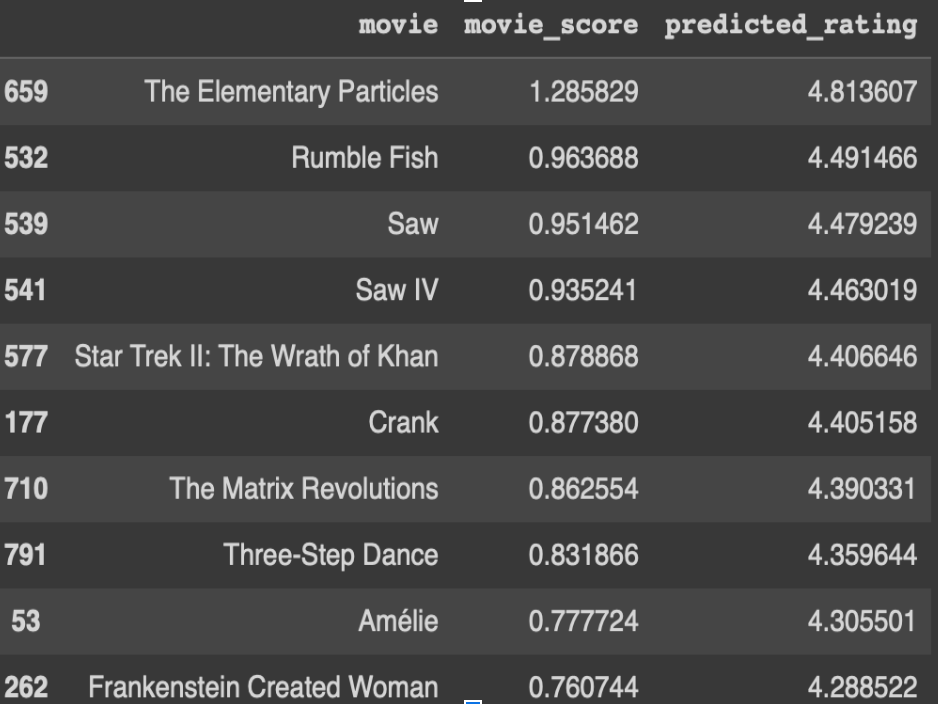 movie movie_score predicted_rating
659 The Elementary Particles 1.285829 4.813607
532 Rumble Fish 0.963688 4.491466
539 Saw 0.951462 4.479239
541 Saw IV 0.935241 4.463019
577 Star Trek II: The Wrath of Khan 0.878868 4.406646
177 Crank 0.877380 4.405158
710 The Matrix Revolutions 0.862554 4.390331
791 Three-Step Dance 0.831866 4.359644
53 Amélie 0.777724 4.305501
262 Frankenstein Created Woman 0.760744 4.288522